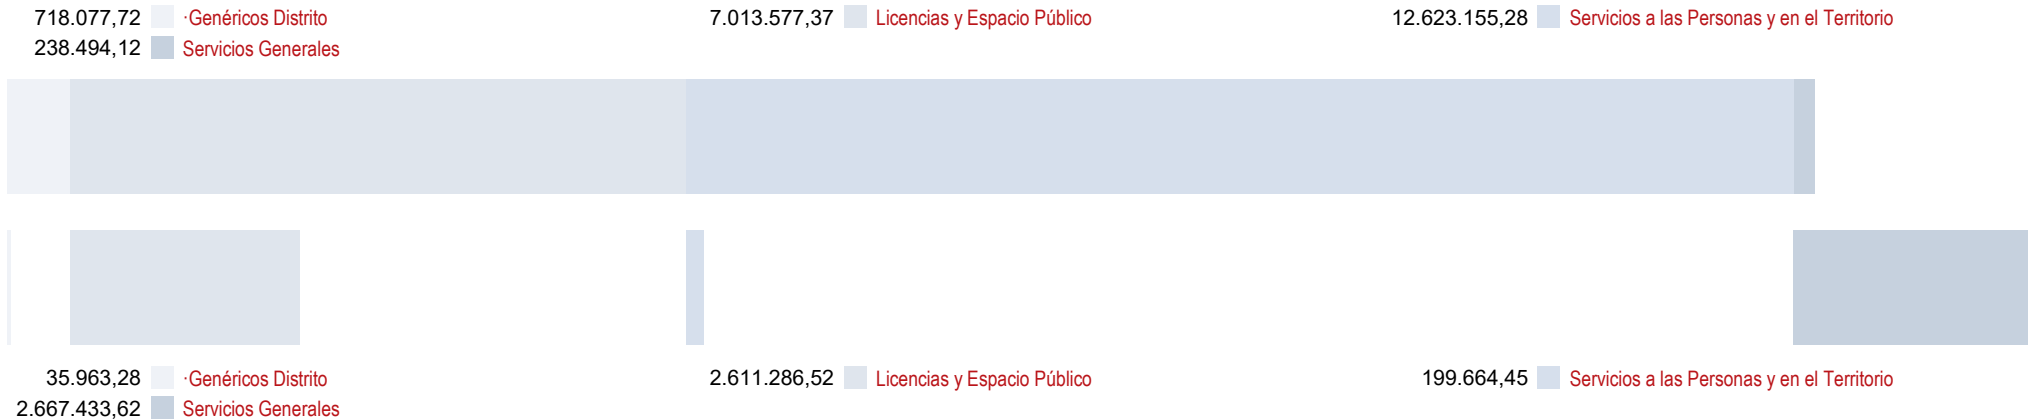 718.077,72 ·Genéricos Distrito 7.013.577,37 Licencias y Espacio Público 12.623.155,28 Servicios a las Personas y en el Territorio
238.494,12 Servicios Generales
35.963,28 ·Genéricos Distrito 2.611.286,52 Licencias y Espacio Público 199.664,45 Servicios a las Personas y en el Territorio
2.667.433,62 Servicios Generales